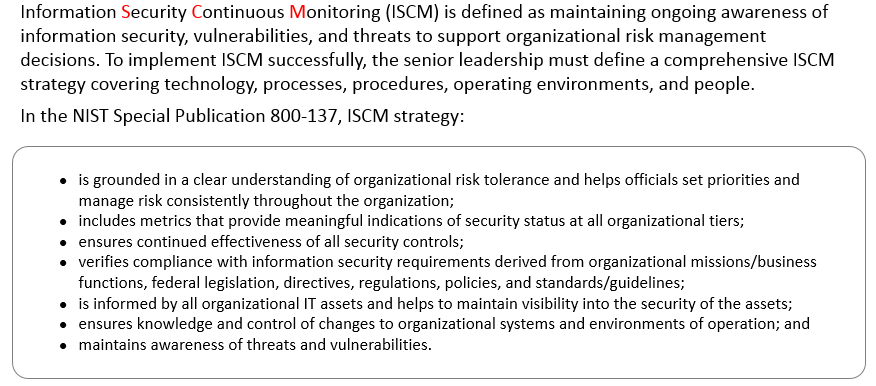 Information Security Continuous Monitoring (ISCM) is defined as maintaining ongoing awareness of
information security, vulnerabilities, and threats to support organizational risk management
decisions. To implement ISCM successfully, the senior leadership must define a comprehensive ISCM
strategy covering technology, processes, procedures, operating environments, and people.
In the NIST Special Publication 800-137, ISCM strategy:
• is grounded in a clear understanding of organizational risk tolerance and helps officials set priorities and
manage risk consistently throughout the organization;
• includes metrics that provide meaningful indications of security status at all organizational tiers;
• ensures continued effectiveness of all security controls;
• verifies compliance with information security requirements derived from organizational missions/business
functions, federal legislation, directives, regulations, policies, and standards/guidelines;
• is informed by all organizational IT assets and helps to maintain visibility into the security of the assets;
• ensures knowledge and control of changes to organizational systems and environments of operation; and
• maintains awareness of threats and vulnerabilities.